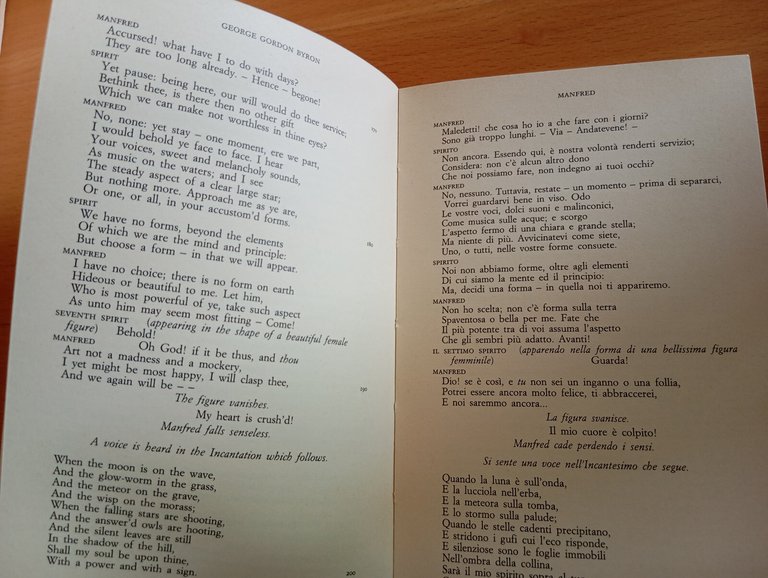 GEORGE GORDON BYRON
MANFRED
Accursed! what have I to do with days?
They are too long already. – Hence – begone!
SPIRIT
Yet pause: being here, our will would do thee service;
Bethink thee, is there then no other gift
Which we can make not worthless in thine eyes?
MANFRED
No, none: yet stay – one moment, ere we part,
I would behold ye face to face. I hear
175
Your voices, sweet and melancholy sounds,
As music on the waters; and I see
The steady aspect of a clear large star;
But nothing more. Approach me as ye are,
Or one, or all, in your accustom'd forms.
SPIRIT
We have no forms, beyond the elements
180
Of which we are the mind and principle:
But choose a form – in that we will appear.
MANFRED
I have no choice; there is no form on earth
Hideous or beautiful to me. Let him,
Who is most powerful of ye, take such aspect
As unto him may seem most fitting – Come!
SEVENTH SPIRIT (appearing in the shape of a beautiful female
figure) Behold!
MANFRED Oh God! if it be thus, and thou
Art not a madness and a mockery,
I yet might be most happy, I will clasp thee,
And we again will be – –
190
The figure vanishes.
My heart is crush'd!
Manfred falls senseless.
A voice is heard in the Incantation which follows.
When the moon is on the wave,
And the glow-worm in the grass,
And the meteor on the grave,
And the wisp on the morass;
When the falling stars are shooting,
And the answer'd owls are hooting,
And the silent leaves are still
In the shadow of the hill,
Shall my soul be upon thine,
With a power and with a sign.
200
MANFRED
MANFRED
Maledetti! che cosa ho io a che fare con i giorni?
Sono già troppo lunghi. – Via – Andatevene! –
SPIRITO
Non ancora. Essendo qui, è nostra volontà renderti servizio;
Considera: non c'è alcun altro dono
Che noi possiamo fare, non indegno ai tuoi occhi?
MANFRED
No, nessuno. Tuttavia, restate – un momento – prima di separarci,
Vorrei guardarvi bene in viso. Odo
Le vostre voci, dolci suoni e malinconici,
Come musica sulle acque; e scorgo
L'aspetto fermo di una chiara e grande stella;
Ma niente di più. Avvicinatevi come siete,
Uno, o tutti, nelle vostre forme consuete.
SPIRITO
Noi non abbiamo forme, oltre agli elementi
Di cui siamo la mente ed il principio:
Ma, decidi una forma – in quella noi ti appariremo.
MANFRED
Non ho scelta; non c'è forma sulla terra
Spaventosa o bella per me. Fate che
Il più potente tra di voi assuma l'aspetto
Che gli sembri più adatto. Avanti!
IL SETTIMO SPIRITO (apparendo nella forma di una bellissima figura
femminile) Guarda!
MANFRED
Dio! se è così, e tu non sei un inganno o una follia,
Potrei essere ancora molto felice, ti abbraccerei,
E noi saremmo ancora...
La figura svanisce.
Il mio cuore è colpito!
Manfred cade perdendo i sensi.
Si sente una voce nell'Incantesimo che segue.
Quando la luna è sull'onda,
E la lucciola nell'erba,
E la meteora sulla tomba,
E lo stormo sulla palude;
Quando le stelle cadenti precipitano,
E stridono i gufi cui l'eco risponde,
E silenziose sono le foglie immobili
Nell'ombra della collina,
Sarà il mio spirito sopra al tuo